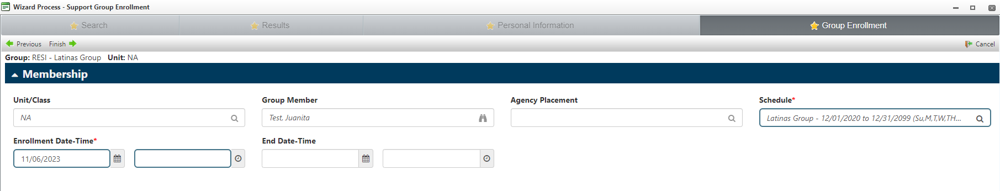 Wizard Process - Support Group Enrollment
Search Results Personal Information Group Enrollment
Previous Finish Cancel
Group: RESI - Latinas Group Unit: NA
Membership
Unit/Class Group Member Agency Placement Schedule*
NA Test, Juanita Latinas Group - 12/01/2020 to 12/31/2099 (Su,M,T,W,TH...
Enrollment Date-Time* End Date-Time
11/06/2023